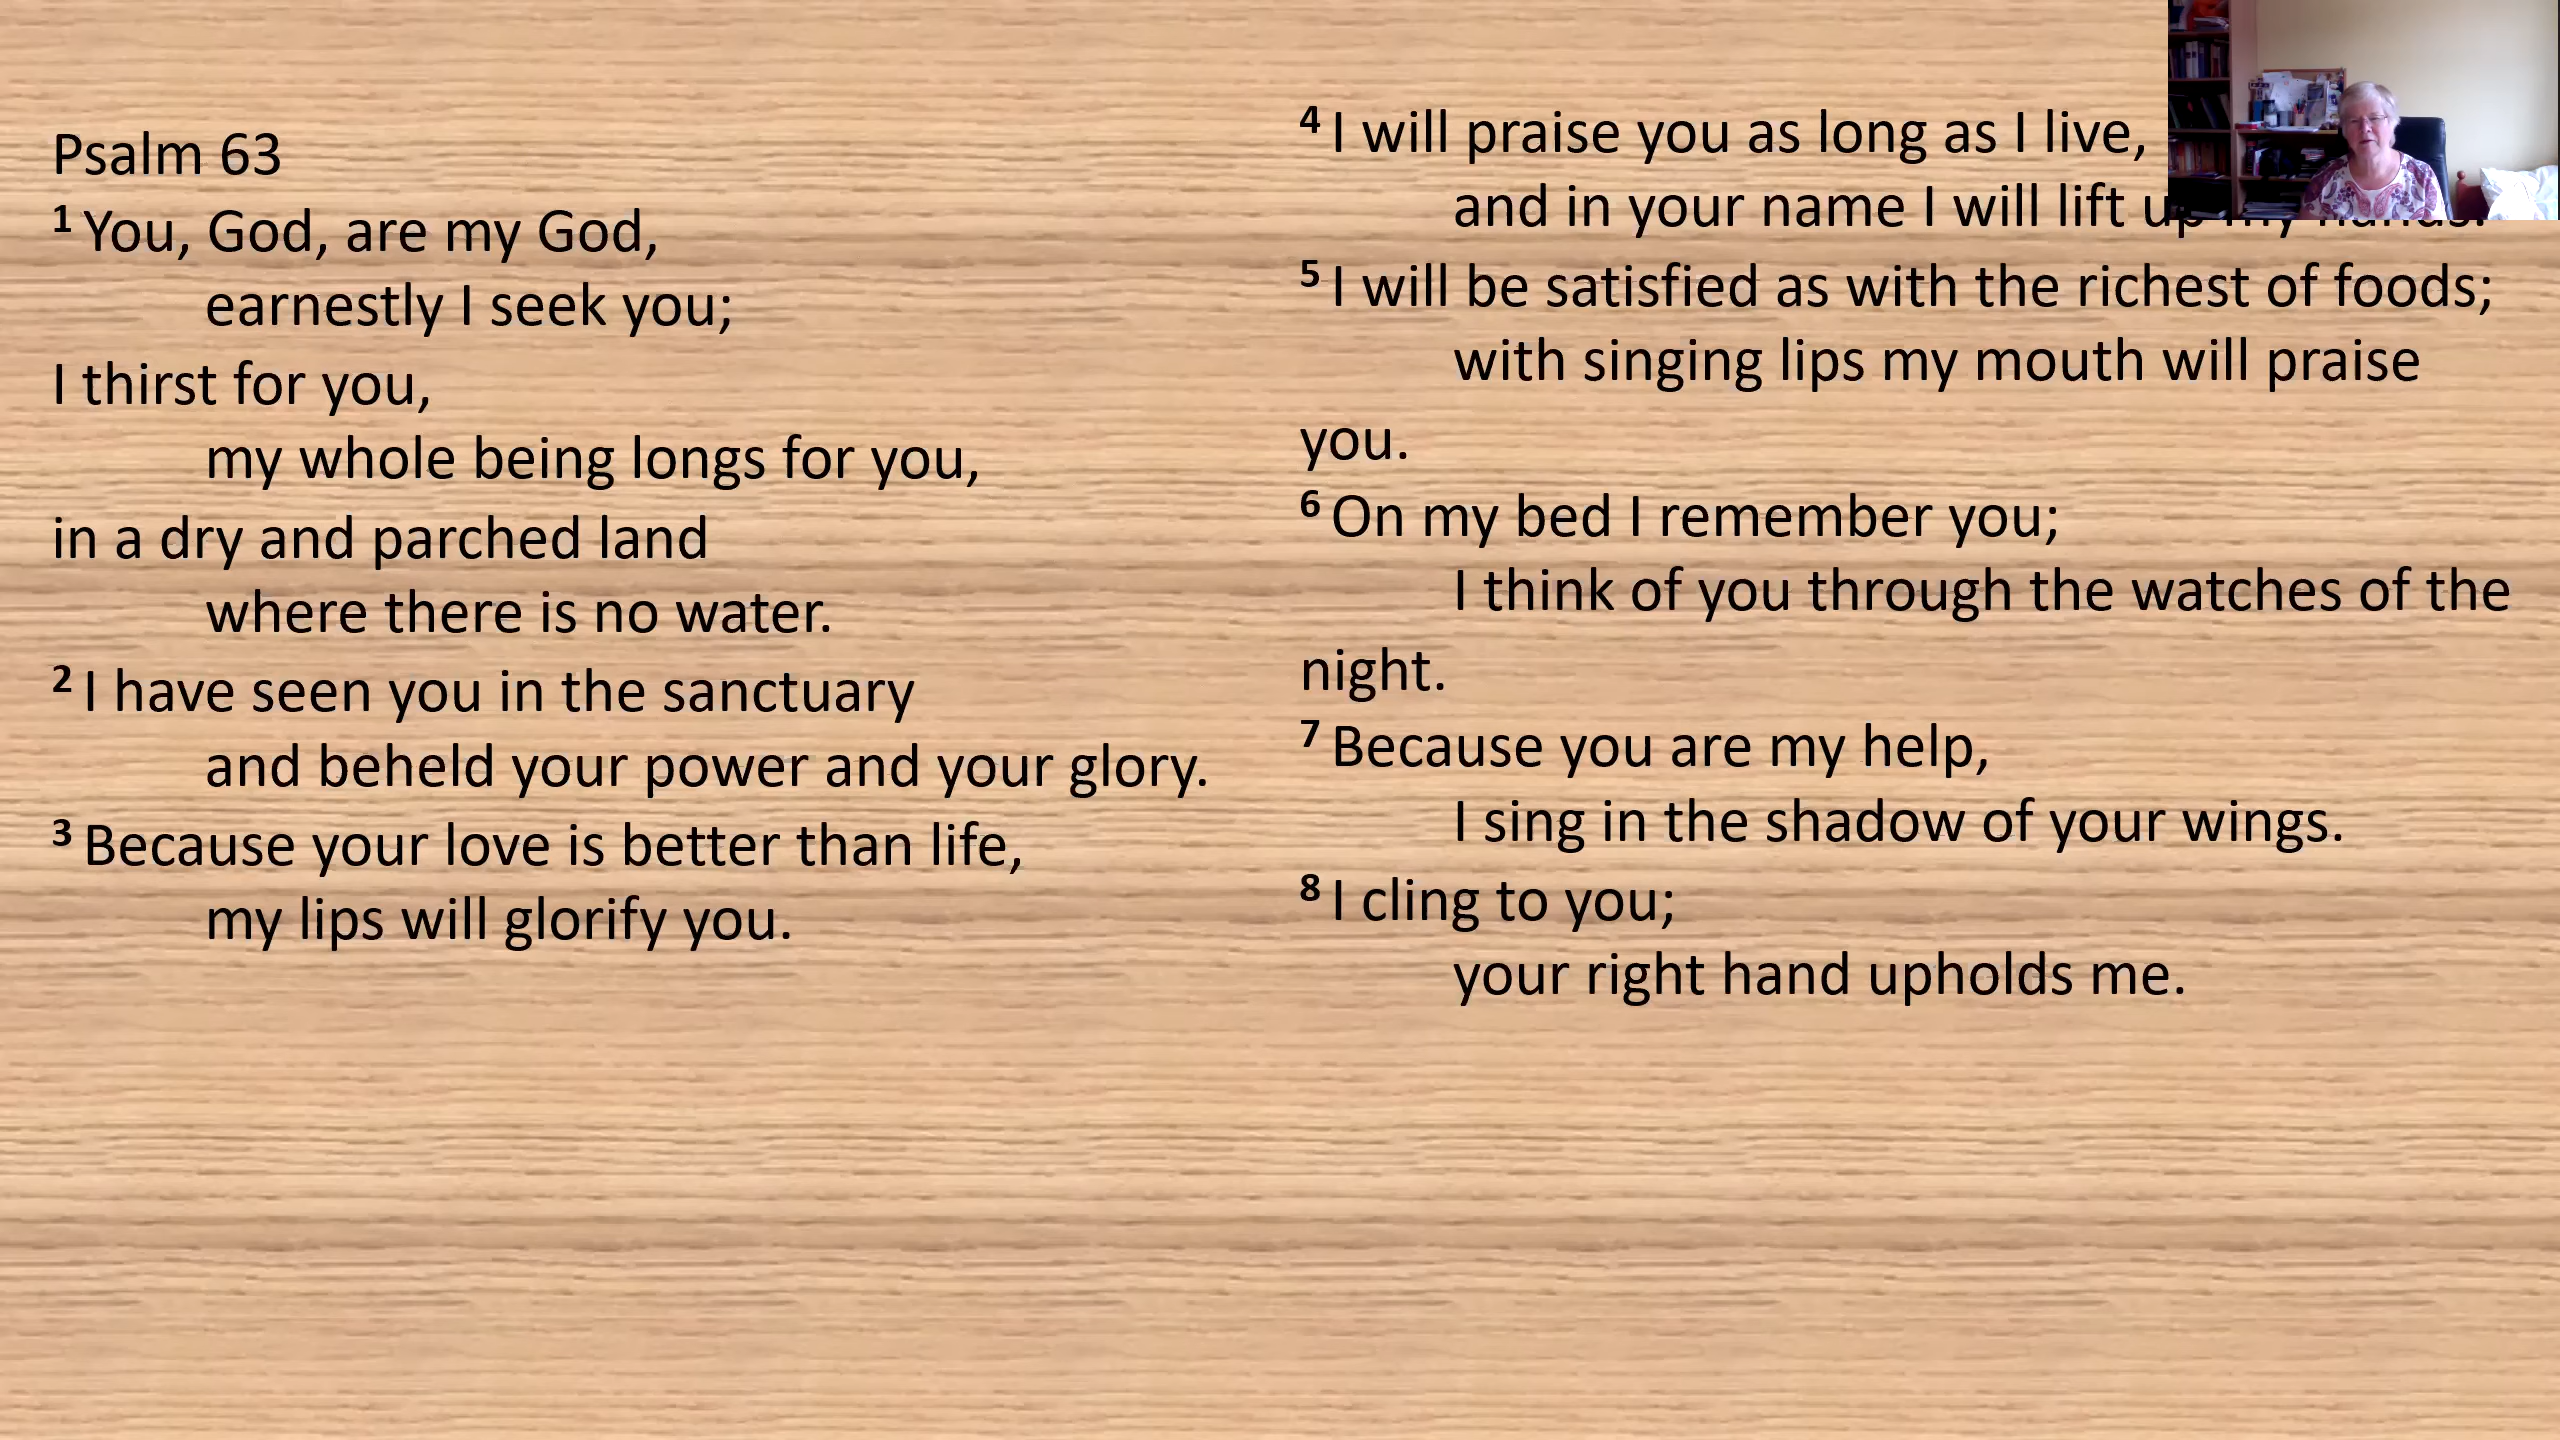 Psalm 63
1 You, God, are my God,
earnestly I seek you;
I thirst for you,
my whole being longs for you,
in a dry and parched land
where there is no water.
2 I have seen you in the sanctuary
and beheld your power and your glory.
3 Because your love is better than life,
my lips will glorify you.
4 I will praise you as long as I live,
and in your name I will lift up my hands.
5 I will be satisfied as with the richest of foods;
with singing lips my mouth will praise
you.
6 On my bed I remember you;
I think of you through the watches of the
night.
7 Because you are my help,
I sing in the shadow of your wings.
8 I cling to you;
your right hand upholds me.